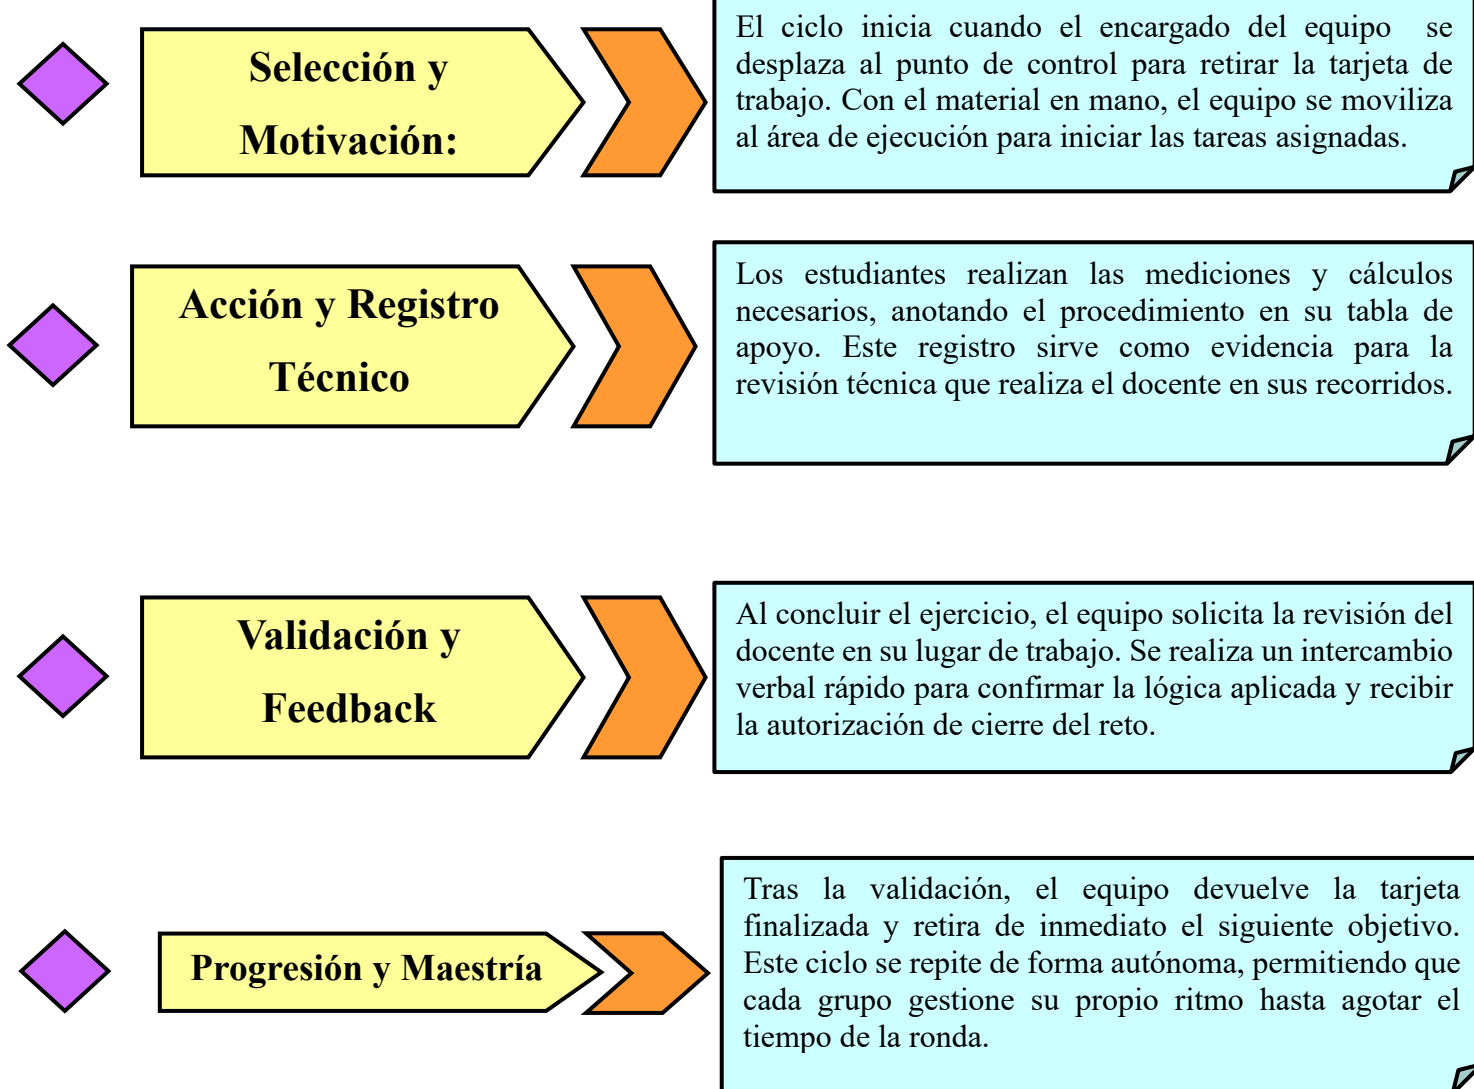 Selección y
Motivación:
El ciclo inicia cuando el encargado del equipo se
desplaza al punto de control para retirar la tarjeta de
trabajo. Con el material en mano, el equipo se moviliza
al área de ejecución para iniciar las tareas asignadas.
Acción y Registro
Técnico
Los estudiantes realizan las mediciones y cálculos
necesarios, anotando el procedimiento en su tabla de
apoyo. Este registro sirve como evidencia para la
revisión técnica que realiza el docente en sus recorridos.
Validación y
Feedback
Al concluir el ejercicio, el equipo solicita la revisión del
docente en su lugar de trabajo. Se realiza un intercambio
verbal rápido para confirmar la lógica aplicada y recibir
la autorización de cierre del reto.
Progresión y Maestría
Tras la validación, el equipo devuelve la tarjeta
finalizada y retira de inmediato el siguiente objetivo.
Este ciclo se repite de forma autónoma, permitiendo que
cada grupo gestione su propio ritmo hasta agotar el
tiempo de la ronda.